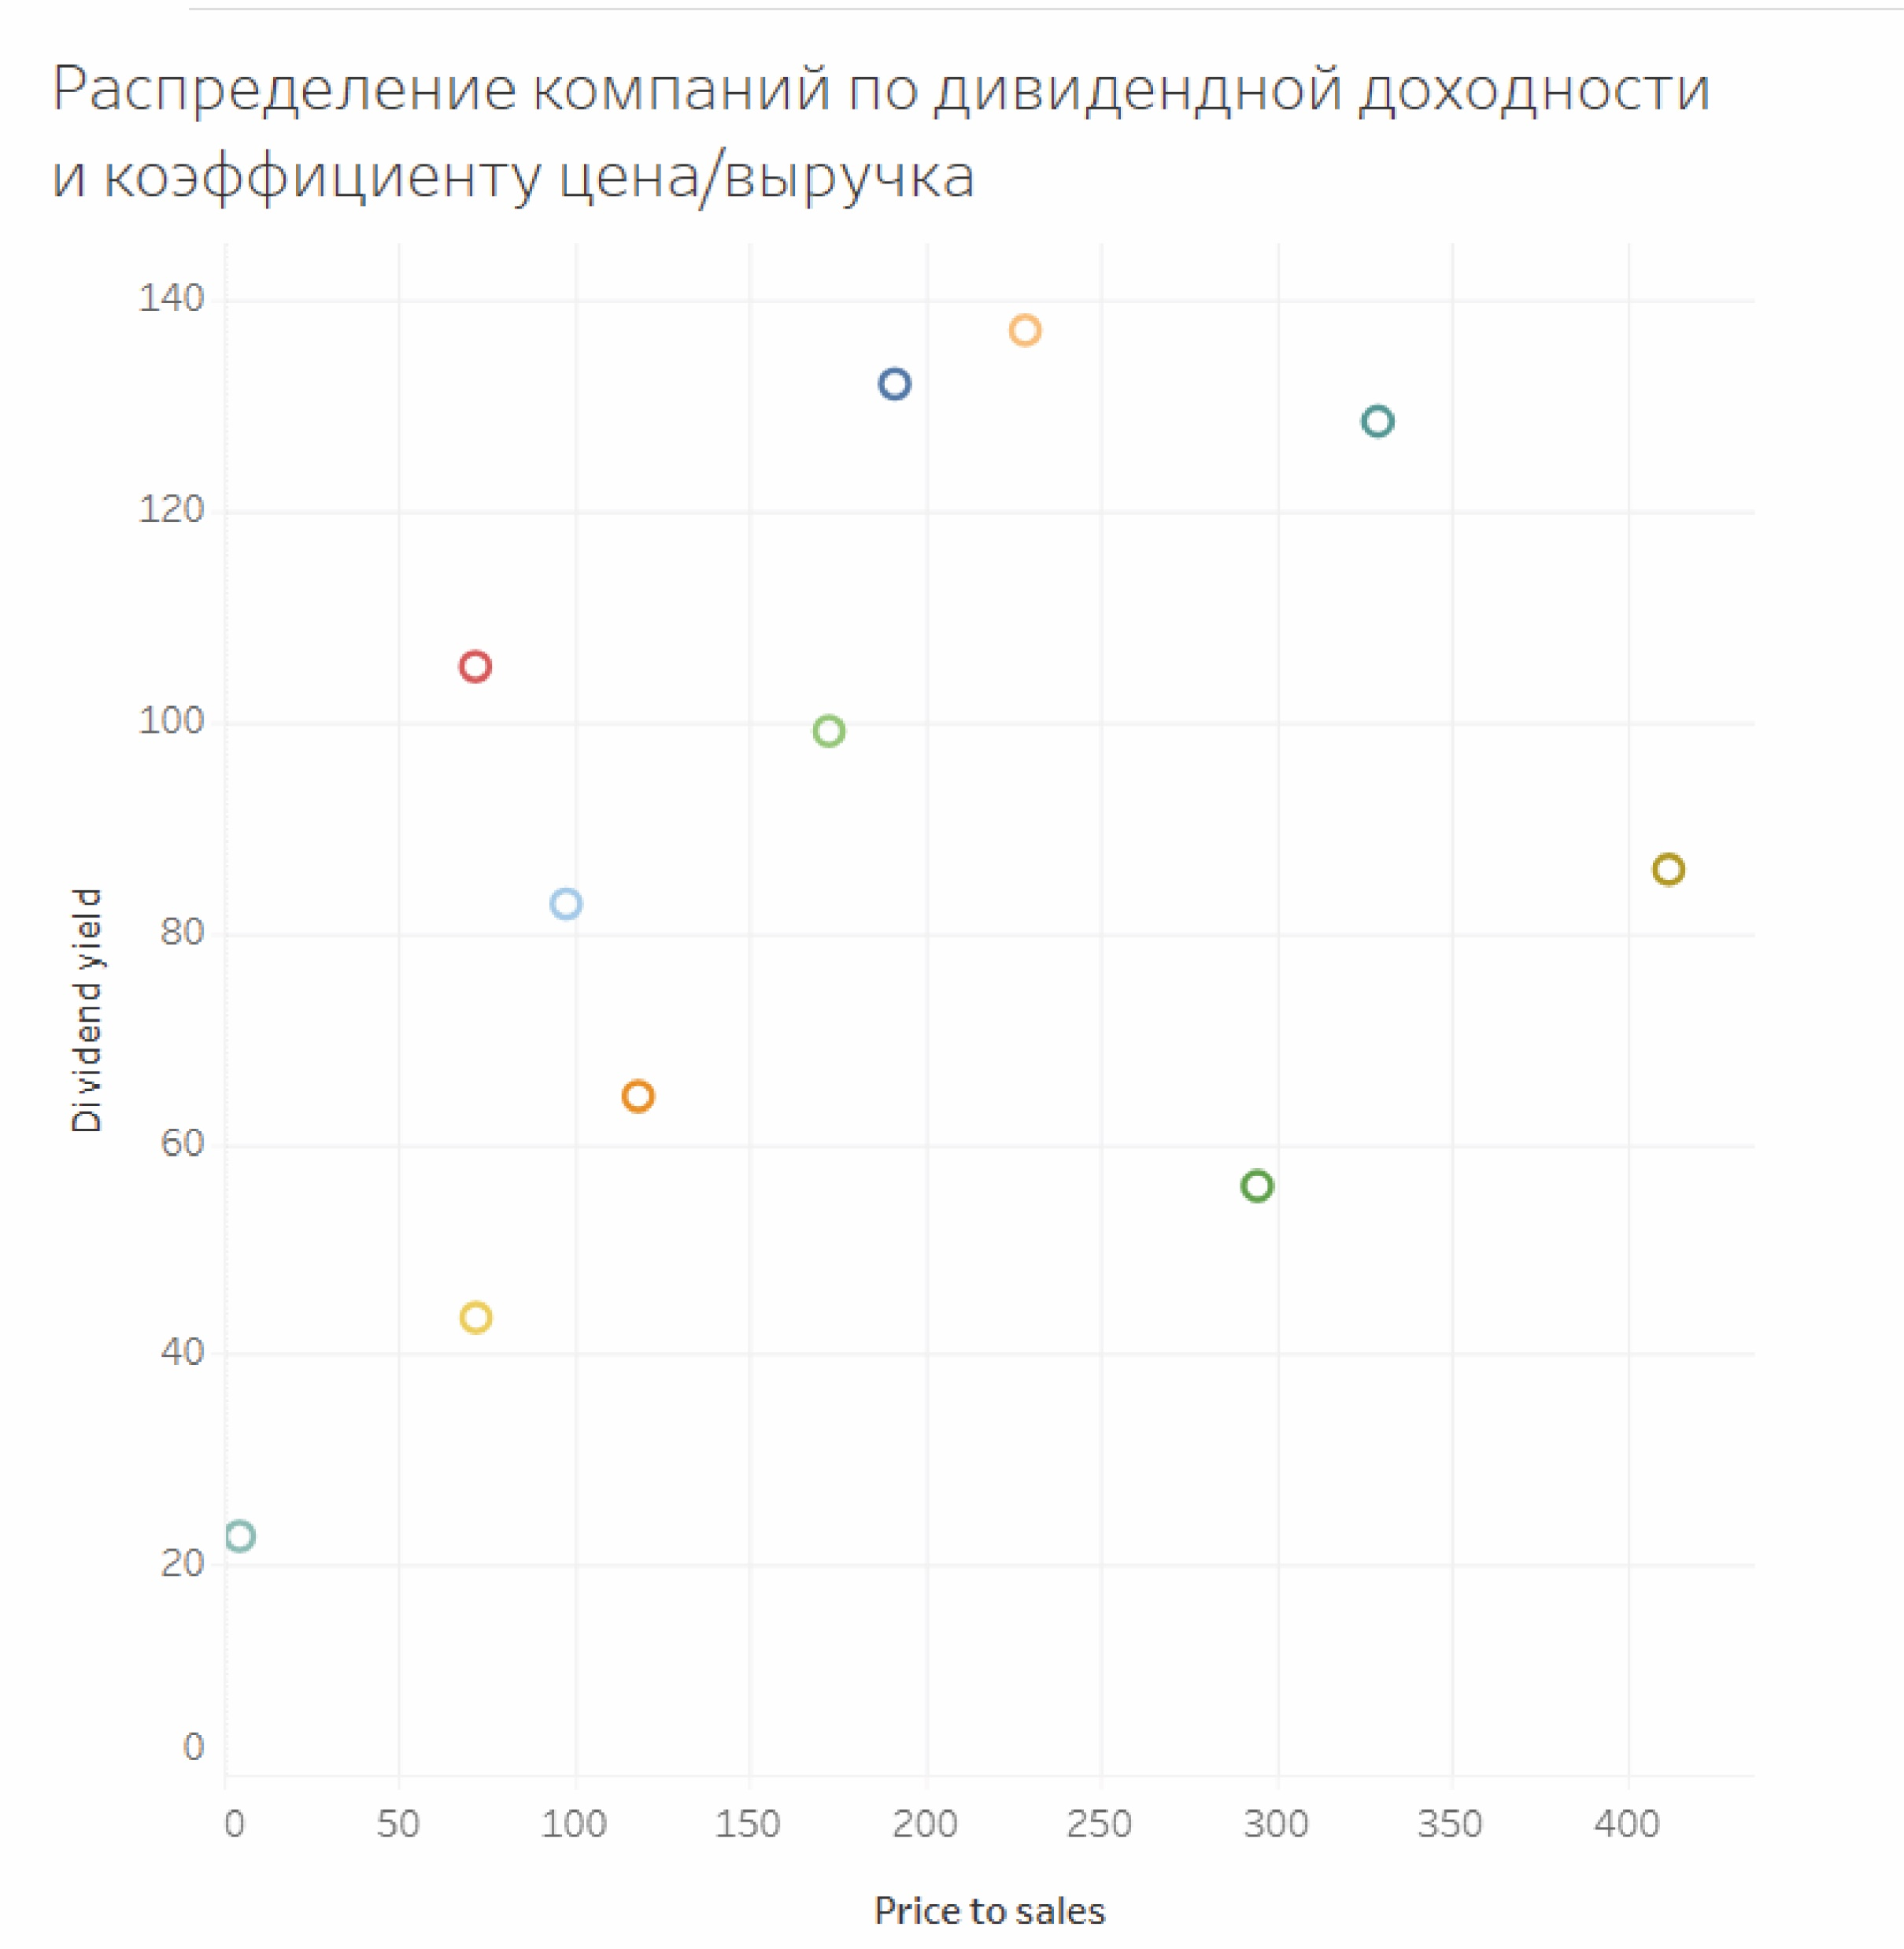 Распределение компаний по дивидендной доходности
и коэффициенту цена/выручка
140
120
100
80
60
40
20
0
Dividend yield
0 50 100 150 200 250 300 350 400
Price to sales